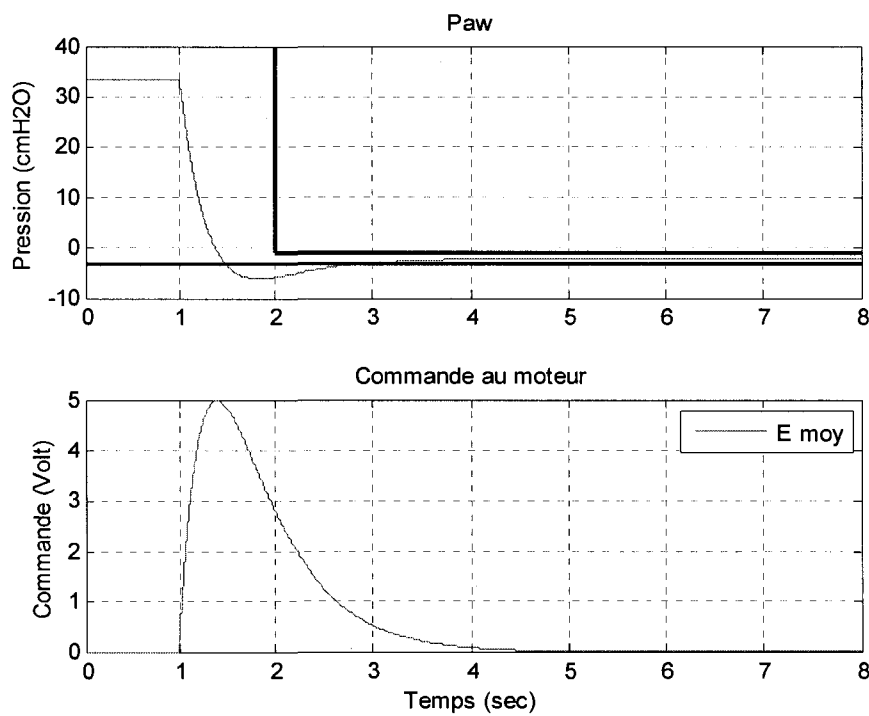 Paw
Pression (cmH2O)
40
30
20
10
0
-10
0 1 2 3 4 5 6 7 8
Commande au moteur
Commande (Volt)
5
4
3
2
1
0
E moy
0 1 2 3 4 5 6 7 8
Temps (sec)